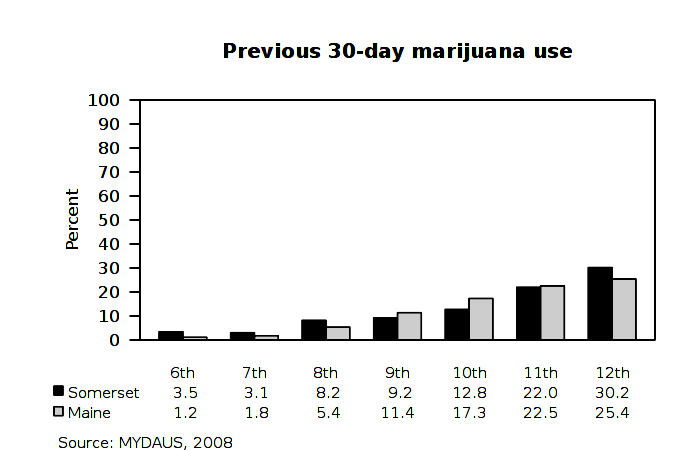 Previous 30-day marijuana use
100
90
80
70
60
50
40
30
20
10
0
Percent
6th 7th 8th 9th 10th 11th 12th
Somerset 3.5 3.1 8.2 9.2 12.8 22.0 30.2
Maine 1.2 1.8 5.4 11.4 17.3 22.5 25.4
Source: MYDAUS, 2008